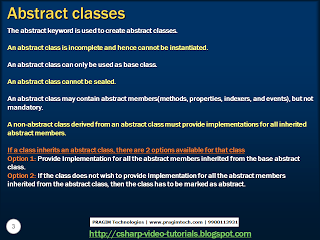 Abstract classes
The abstract keyword is used to create abstract classes.
An abstract class is incomplete and hence cannot be instantiated.
An abstract class can only be used as base class.
An abstract class cannot be sealed.
An abstract class may contain abstract members(methods, properties, indexers, and events), but not
mandatory.
A non-abstract class derived from an abstract class must provide implementations for all inherited
abstract members.
If a class inherits an abstract class, there are 2 options available for that class
Option 1: Provide Implementation for all the abstract members inherited from the base abstract
class.
Option 2: If the class does not wish to provide Implementation for all the abstract members
inherited from the abstract class, then the class has to be marked as abstract.
3
PRAGIM Technologies | www.pragimtech.com | 9900113931
http://csharp-video-tutorials.blogspot.com